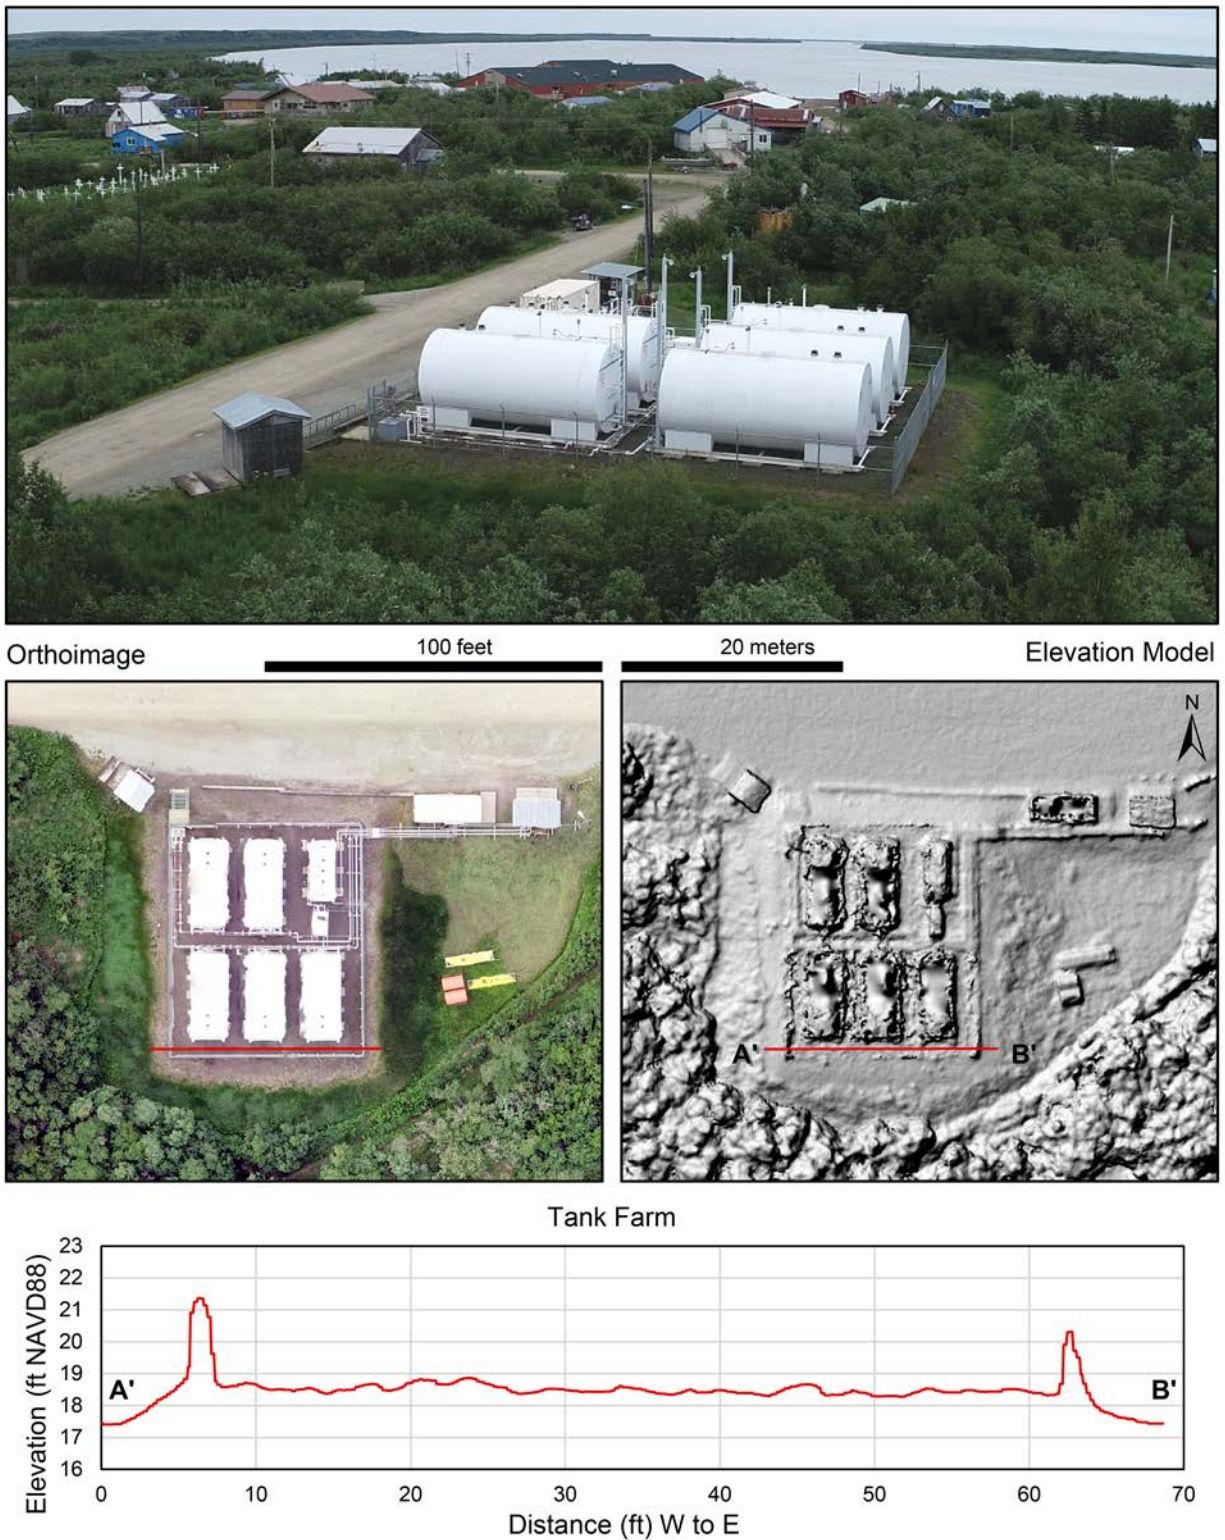 Orthoimage
100 feet
20 meters
Elevation Model
N
A'
B'
Tank Farm
Elevation (ft NAVD88)
23
22
21
20
19
18
17
16
A'
B'
0
10
20
30
40
50
60
70
Distance (ft) W to E